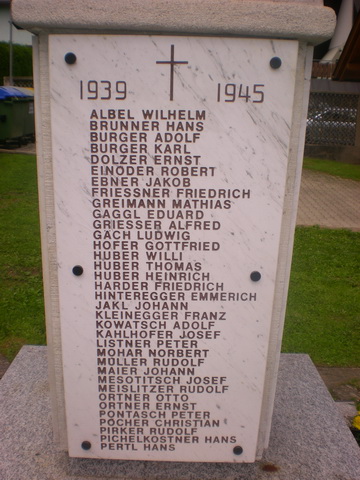 1939 1945
ALBEL WILHELM
BRUNNER HANS
BURGER ADOLF
BURGER KARL
DOLZER ERNST
EINÖDER ROBERT
EBNER JAKOB
FRIESSNER FRIEDRICH
GREIMANN MATHIAS
GAGGL EDUARD
GRIESSER ALFRED
GACH LUDWIG
HOFER GOTTFRIED
HUBER WILLI
HUBER THOMAS
HUBER HEINRICH
HARDER FRIEDRICH
HINTEREGGER EMMERICH
JAKL JOHANN
KLEINEGGER FRANZ
KOWATSCH ADOLF
KAHLHOFER JOSEF
LISTNER PETER
MOHAR NORBERT
MÜLLER RUDOLF
MAIER JOHANN
MESOTITSCH JOSEF
MEISLITZER RUDOLF
ORTNER OTTO
ORTNER ERNST
PONTASCH PETER
PÖCHER CHRISTIAN
PIRKER RUDOLF
PICHELKOSTNER HANS
PERTL HANS